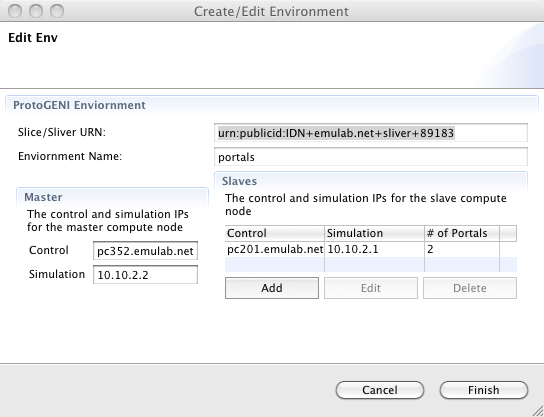 Create/Edit Environment
Edit Env
ProtoGENI Enviornment
Slice/Sliver URN: urn:publicid:IDN+emulab.net+sliver+89183
Enviornment Name: portals
Master
The control and simulation IPs
for the master compute node
Control pc352.emulab.net
Simulation 10.10.2.2
Slaves
The control and simulation IPs for the slave compute
node
Control Simulation # of Portals
pc201.emulab.net 10.10.2.1 2
Add Edit Delete
Cancel Finish